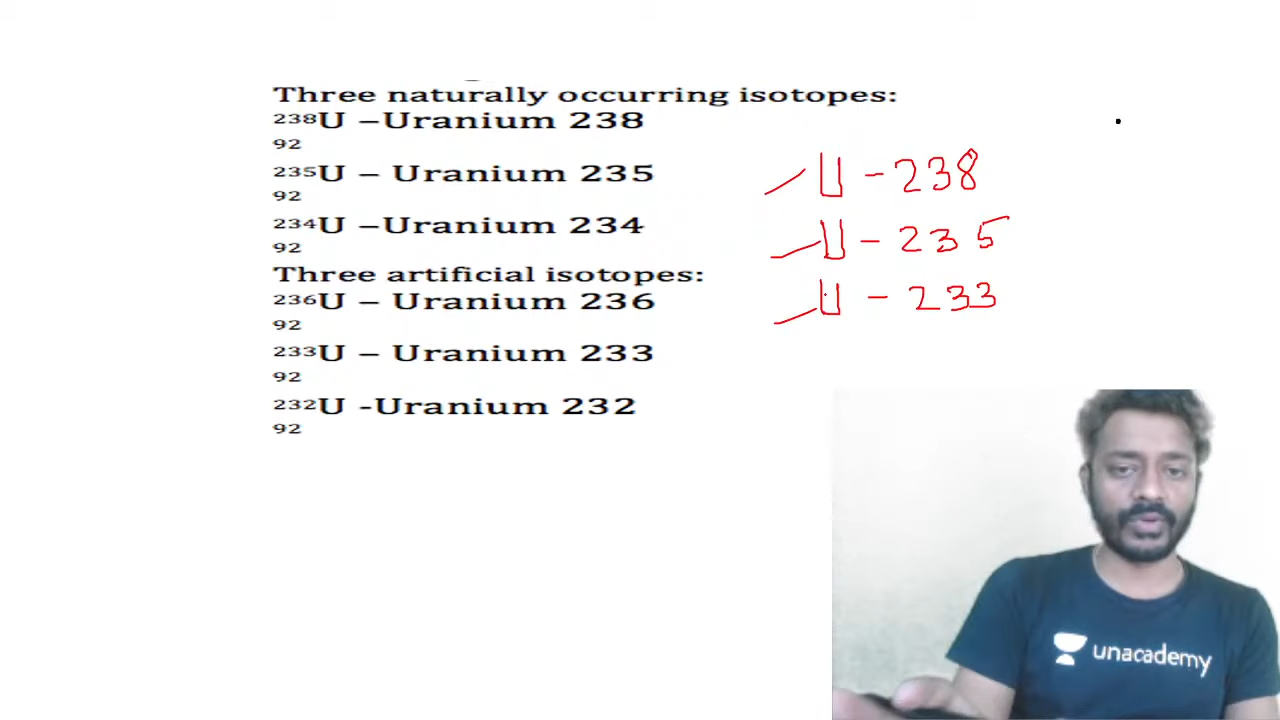 Three naturally occurring isotopes:
²³⁸U –Uranium 238
92
²³⁵U – Uranium 235
92
²³⁴U –Uranium 234
92
Three artificial isotopes:
²³⁶U – Uranium 236
92
²³³U – Uranium 233
92
²³²U -Uranium 232
92
U - 238
U - 235
U - 233
unacademy